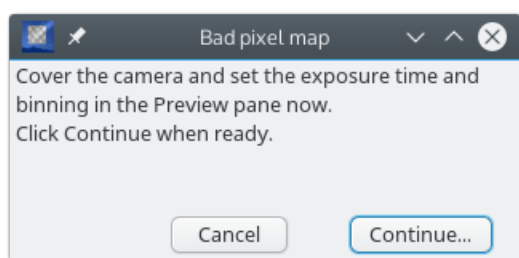 Bad pixel map
Cover the camera and set the exposure time and
binning in the Preview pane now.
Click Continue when ready.
Cancel
Continue...